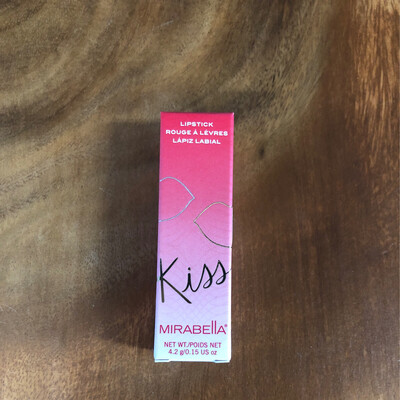 LIPSTICK
ROUGE À LÈVRES
LÁPIZ LABIAL
Kiss
MIRABEllA®
NET WT./POIDS NET
4.2 g/0.15 US oz